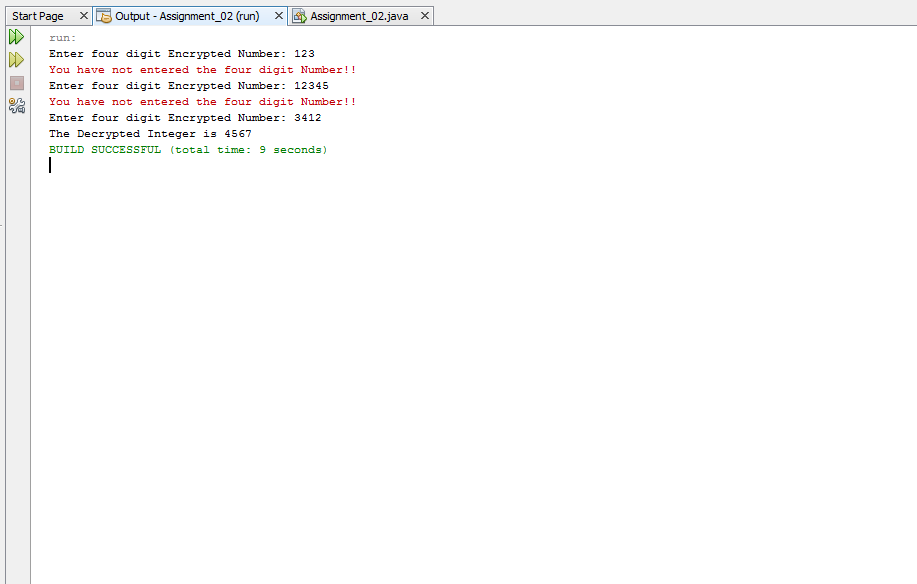 Start Page Output - Assignment_02 (run) Assignment_02.java
run:
Enter four digit Encrypted Number: 123
You have not entered the four digit Number!!
Enter four digit Encrypted Number: 12345
You have not entered the four digit Number!!
Enter four digit Encrypted Number: 3412
The Decrypted Integer is 4567
BUILD SUCCESSFUL (total time: 9 seconds)